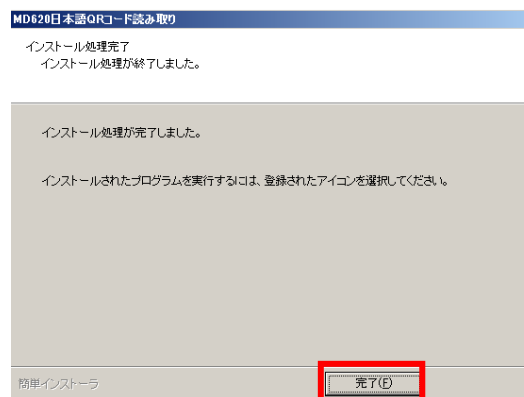 MD620日本語QRコード読み取り
インストール処理完了
インストール処理が終了しました。
インストール処理が完了しました。
インストールされたプログラムを実行するには、登録されたアイコンを選択してください。
簡単インストーラ
完了(F)